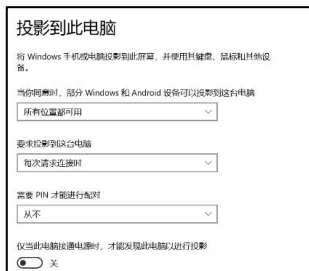 投影到此电脑
将 Windows 手机或电脑投影到此屏幕，并使用其键盘、鼠标和其他设
备。
当你同意时，部分 Windows 和 Android 设备可以投影到这台电脑
所有位置都可用
要求投影到这台电脑
每次请求连接时
需要 PIN 才能进行配对
从不
仅当此电脑接通电源时，才能发现此电脑以进行投影
关